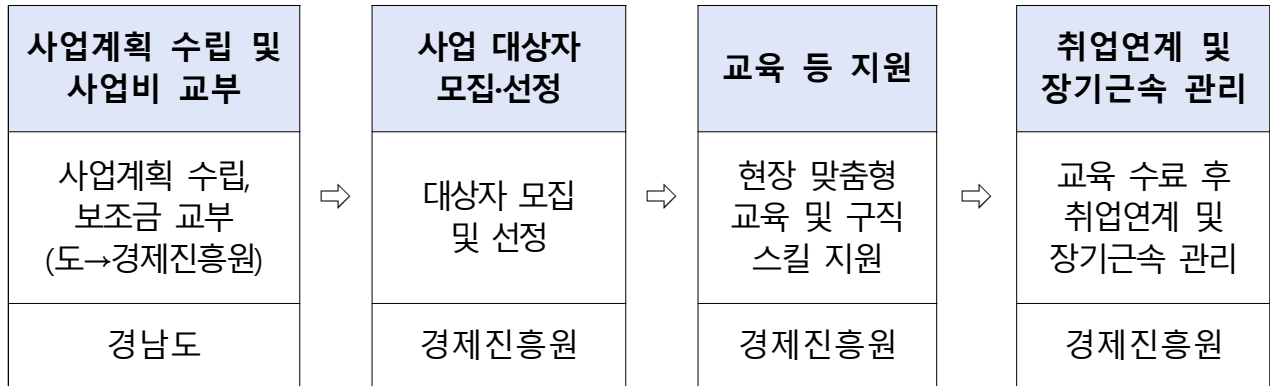 사업계획 수립 및
사업비 교부
사업 대상자
모집·선정
교육 등 지원
취업연계 및
장기근속 관리
사업계획 수립,
보조금 교부
(도→경제진흥원)
⇨
대상자 모집
및 선정
⇨
현장 맞춤형
교육 및 구직
스킬 지원
⇨
교육 수료 후
취업연계 및
장기근속 관리
경남도
경제진흥원
경제진흥원
경제진흥원